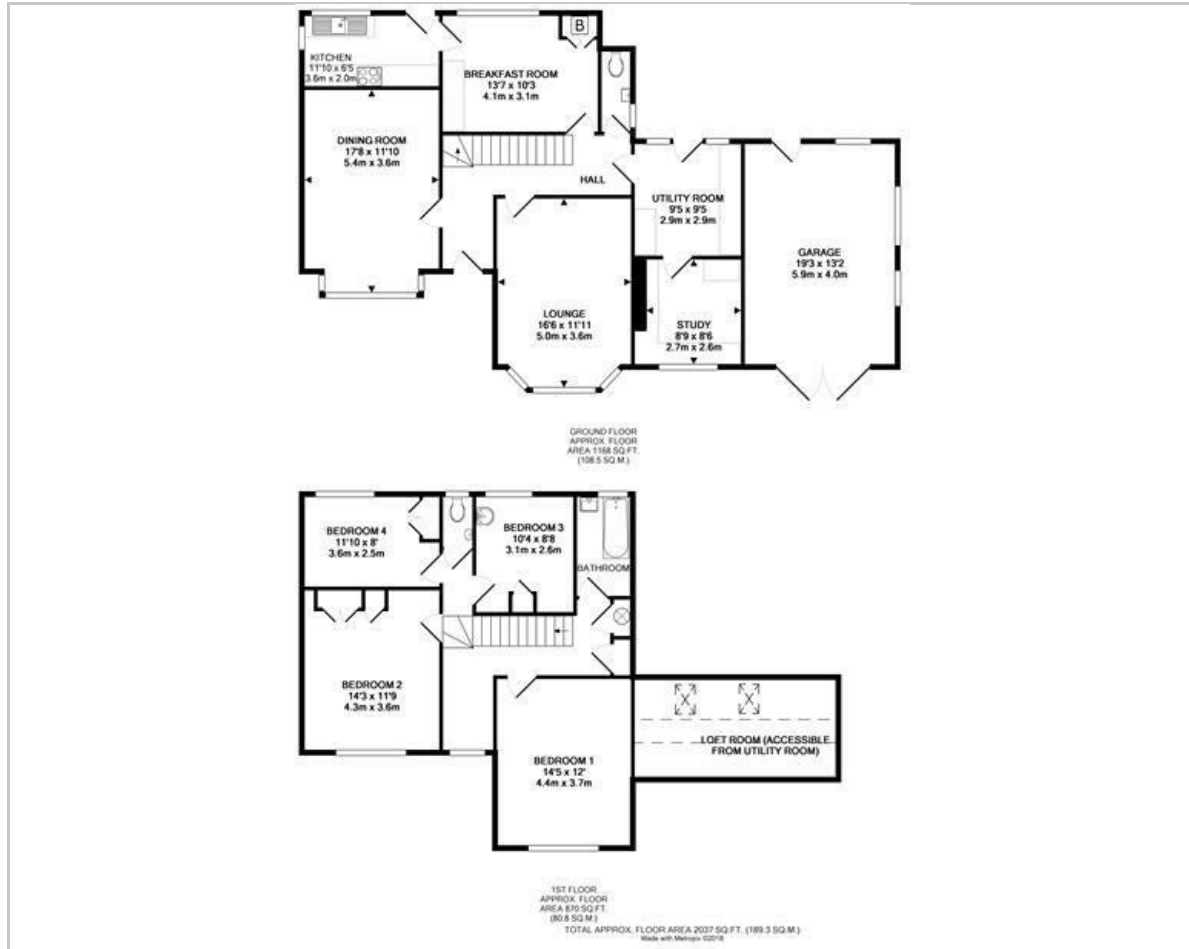 B
KITCHEN
11'10 x 6'5
3.6m x 2.0m
BREAKFAST ROOM
13'7 x 10'3
4.1m x 3.1m
DINING ROOM
17'8 x 11'10
5.4m x 3.6m
HALL
UTILITY ROOM
9'5 x 9'5
2.9m x 2.9m
GARAGE
19'3 x 13'2
5.9m x 4.0m
LOUNGE
16'6 x 11'11
5.0m x 3.6m
STUDY
8'9 x 8'6
2.7m x 2.6m
GROUND FLOOR
APPROX. FLOOR
AREA 1168 SQ.FT.
(108.5 SQ.M.)
BEDROOM 4
11'10 x 8'
3.6m x 2.5m
BEDROOM 3
10'4 x 8'8
3.1m x 2.6m
BATHROOM
BEDROOM 2
14'3 x 11'9
4.3m x 3.6m
LOFT ROOM (ACCESSIBLE
FROM UTILITY ROOM)
BEDROOM 1
14'5 x 12'
4.4m x 3.7m
1ST FLOOR
APPROX. FLOOR
AREA 870 SQ.FT.
(80.8 SQ.M.)
TOTAL APPROX. FLOOR AREA 2037 SQ.FT. (189.3 SQ.M.)
Made with Metropix ©2018